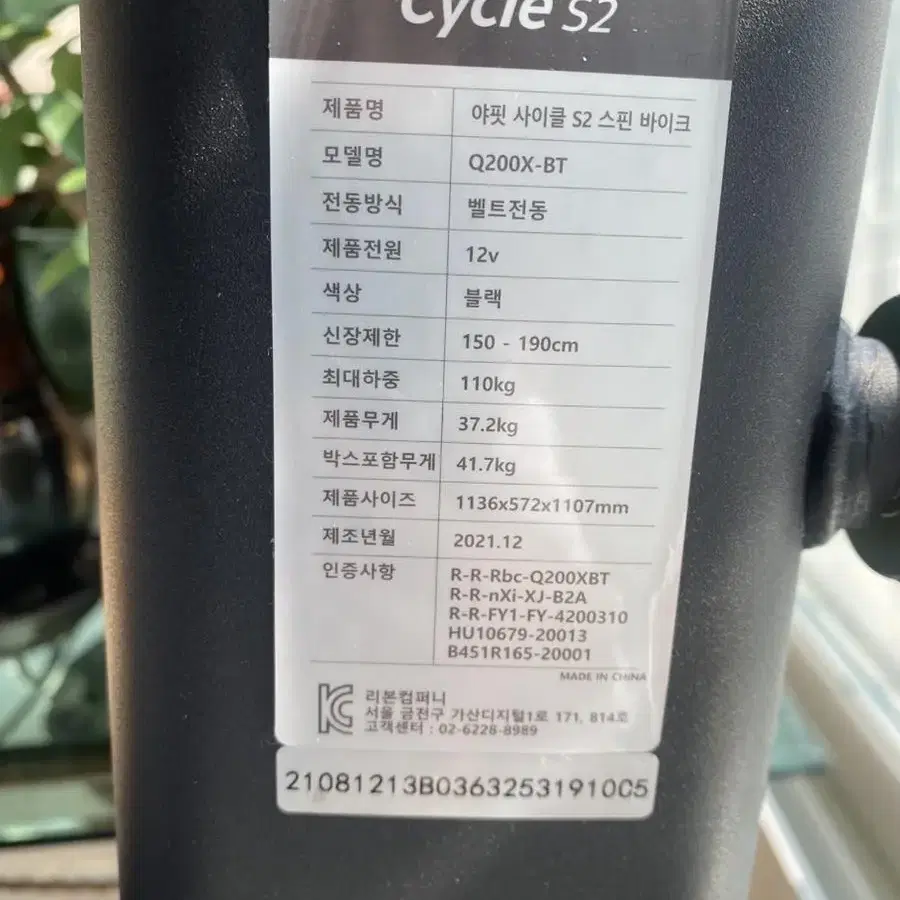 Cycle S2
제품명 야핏 사이클 S2 스핀 바이크
모델명 Q200X-BT
전동방식 벨트전동
제품전원 12v
색상 블랙
신장제한 150 - 190cm
최대하중 110kg
제품무게 37.2kg
박스포함무게 41.7kg
제품사이즈 1136x572x1107mm
제조년월 2021.12
인증사항 R-R-Rbc-Q200XBT
R-R-nXi-XJ-B2A
R-R-FY1-FY-4200310
HU10679-20013
B451R165-20001
MADE IN CHINA
리본컴퍼니
서울 금천구 가산디지털1로 171, 814호
고객센터 : 02-6228-8989
21081213B03632531910C5